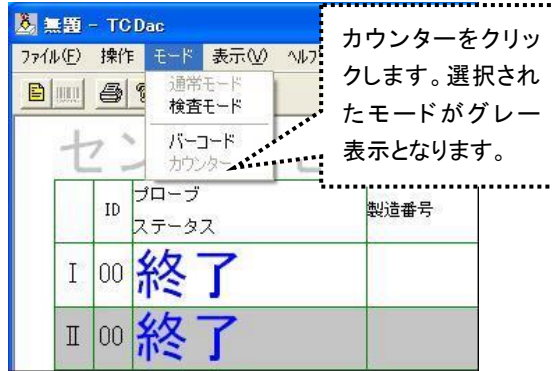 無題 - TCDac
ファイル(F) 操作 モード 表示(V) ヘルプ
通常モード
検査モード
バーコード
カウンター
カウンターをクリッ
クします。選択され
たモードがグレー
表示となります。
セン
ID プローブ
ステータス
製造番号
I 00 終了
II 00 終了